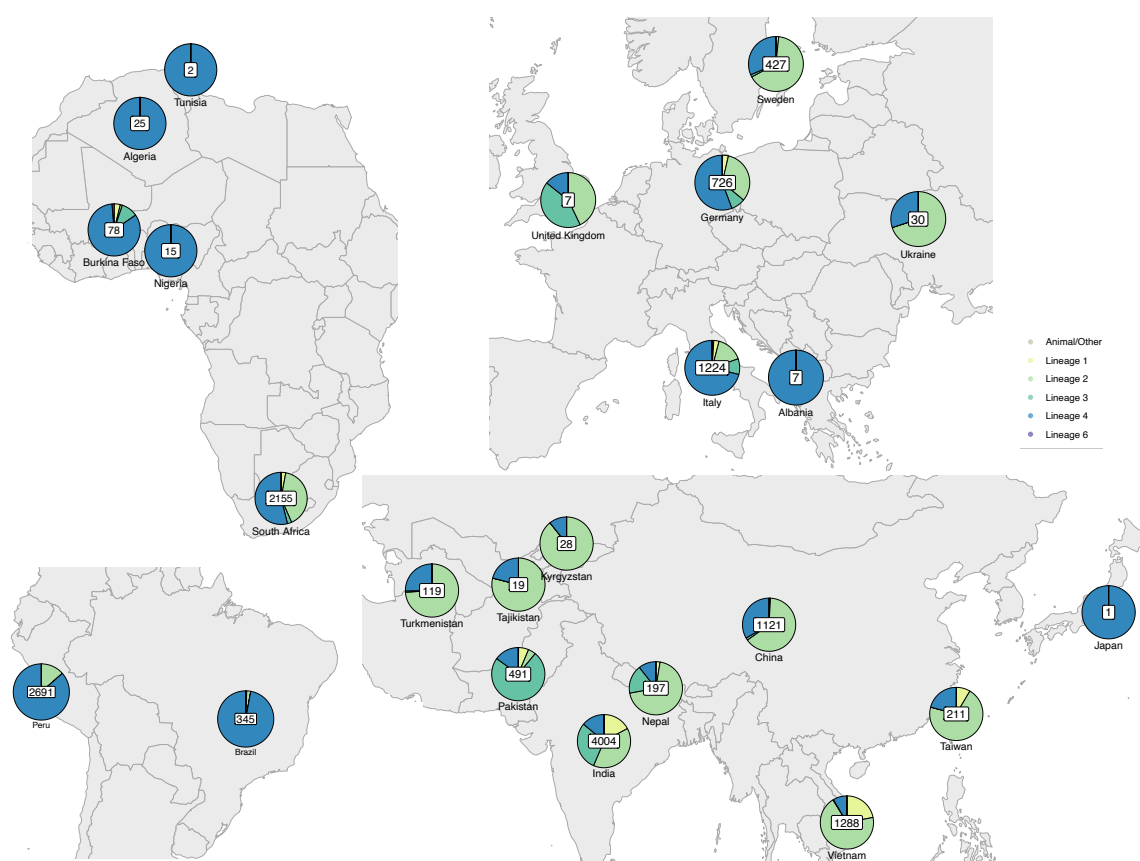 2
Tunisia
25
Algeria
78
Burkina Faso
15
Nigeria
2155
South Africa
427
Sweden
726
Germany
7
United Kingdom
30
Ukraine
1224
Italy
7
Albania
Animal/Other
Lineage 1
Lineage 2
Lineage 3
Lineage 4
Lineage 6
28
Kyrgyzstan
119
Turkmenistan
19
Tajikistan
1121
China
1
Japan
491
Pakistan
197
Nepal
4004
India
211
Taiwan
1288
Vietnam
2691
Peru
345
Brazil